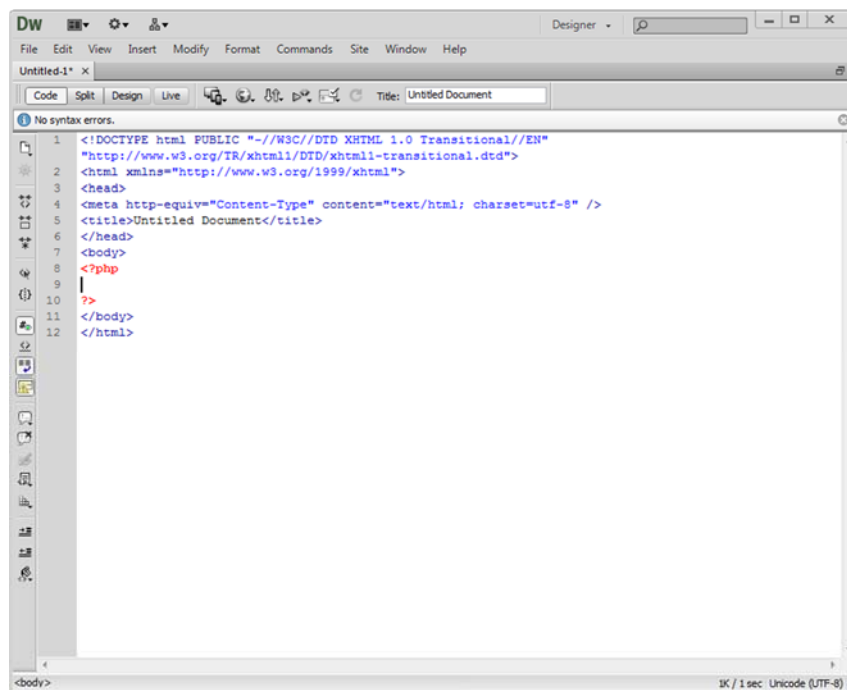 Dw Designer
File Edit View Insert Modify Format Commands Site Window Help
Untitled-1* ×
Code Split Design Live Title: Untitled Document
No syntax errors.
1 <!DOCTYPE html PUBLIC "-//W3C//DTD XHTML 1.0 Transitional//EN"
"http://www.w3.org/TR/xhtml1/DTD/xhtml1-transitional.dtd">
2 <html xmlns="http://www.w3.org/1999/xhtml">
3 <head>
4 <meta http-equiv="Content-Type" content="text/html; charset=utf-8" />
5 <title>Untitled Document</title>
6 </head>
7 <body>
8 <?php
9
10 ?>
11 </body>
12 </html>
<body> 1K / 1 sec Unicode (UTF-8)